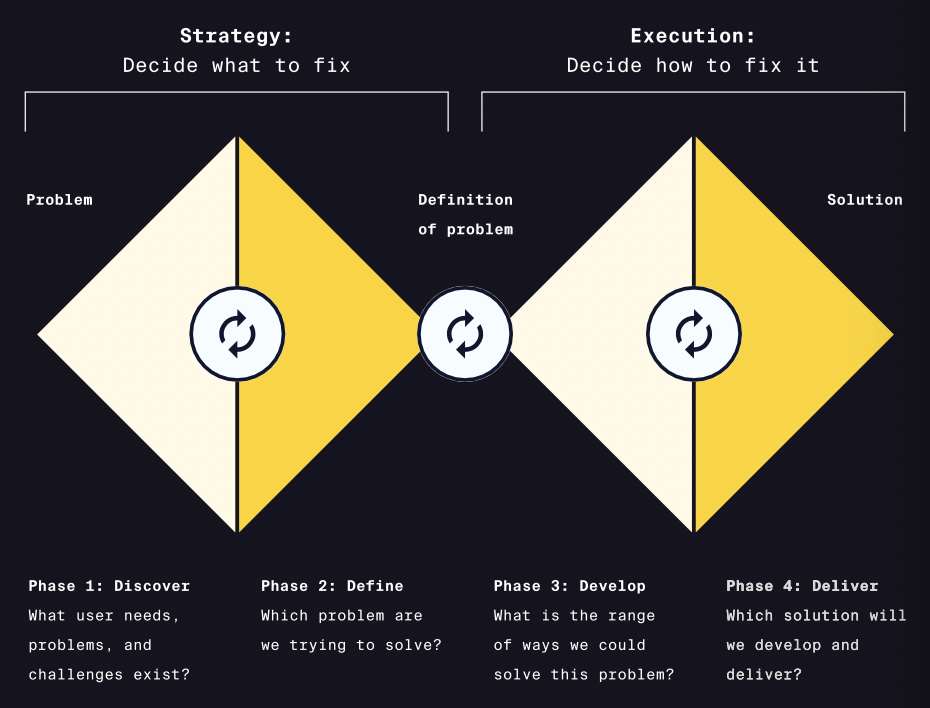 Strategy:
Decide what to fix
Execution:
Decide how to fix it
Problem
Definition
of problem
Solution
Phase 1: Discover
What user needs,
problems, and
challenges exist?
Phase 2: Define
Which problem are
we trying to solve?
Phase 3: Develop
What is the range
of ways we could
solve this problem?
Phase 4: Deliver
Which solution will
we develop and
deliver?